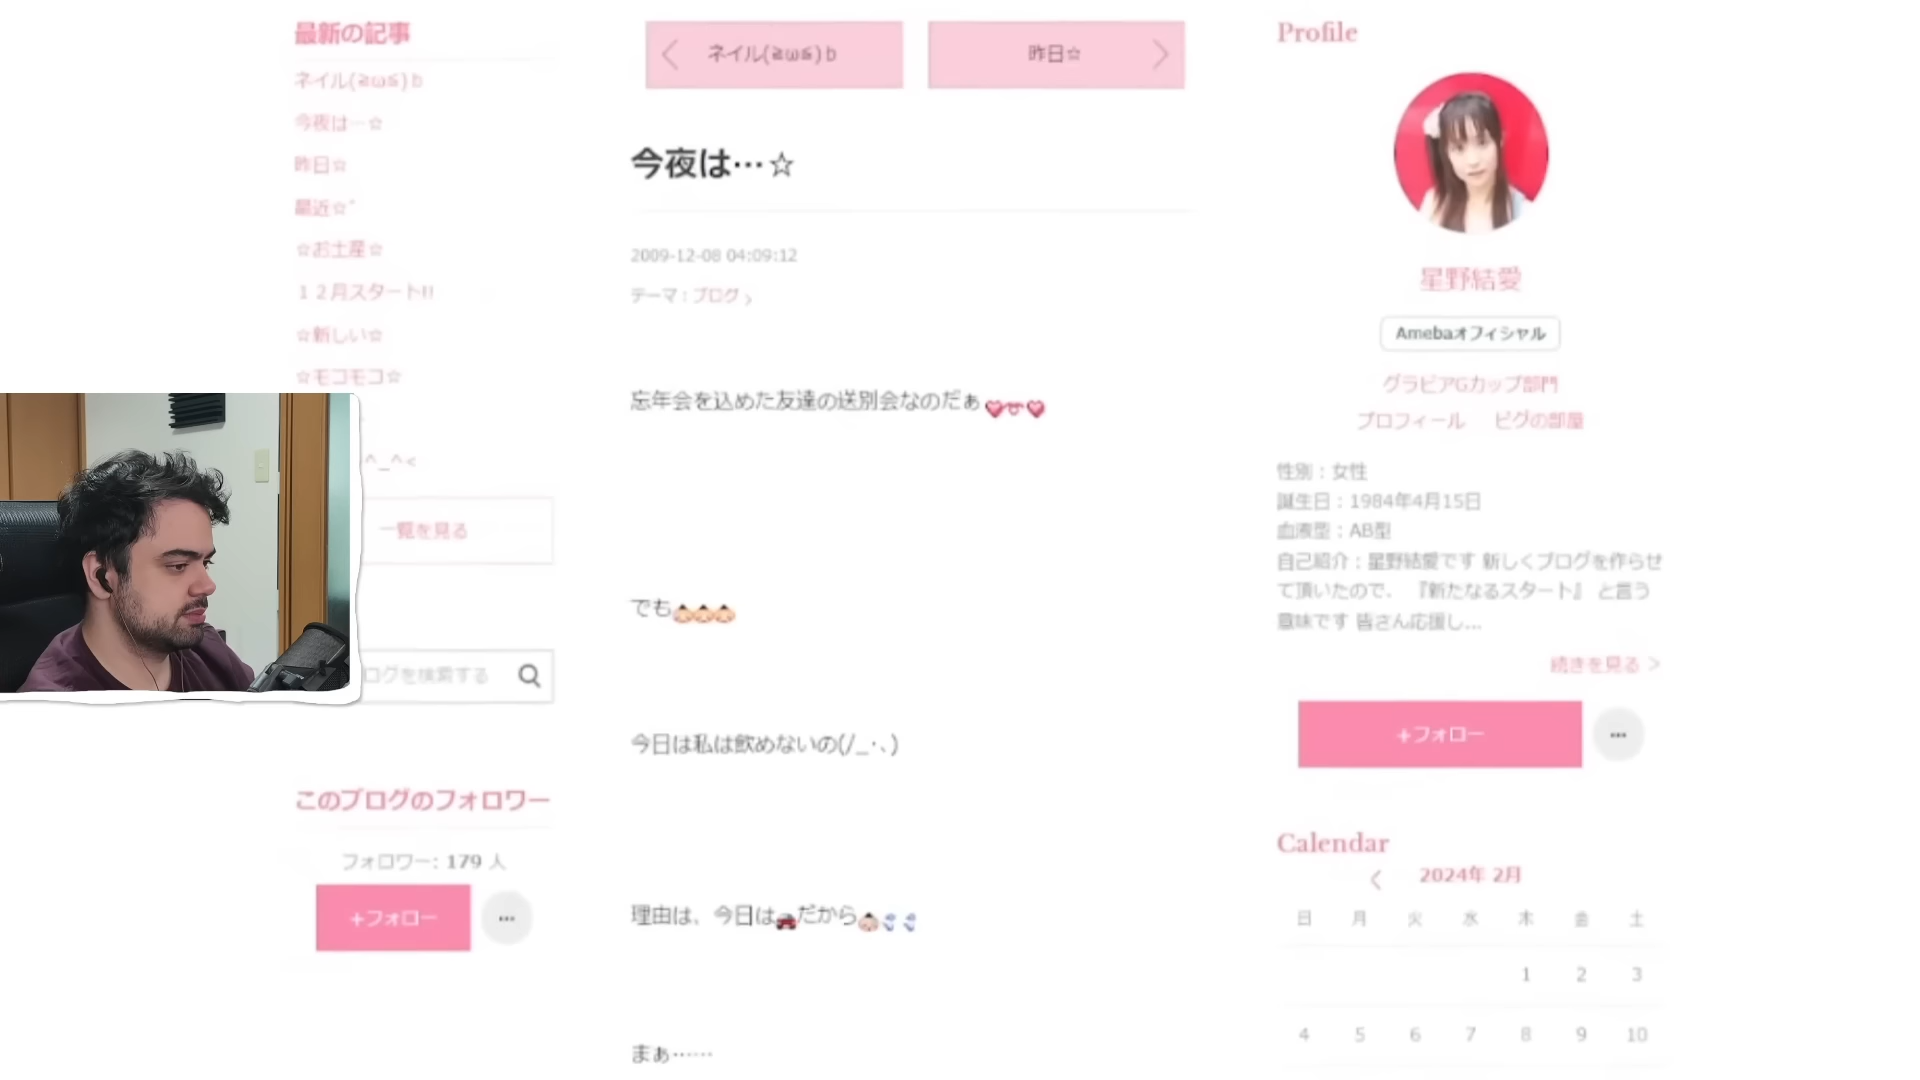 最新の記事
ネイル(≧ω≦)ｂ
今夜は…☆
昨日☆
最近☆ﾞ
☆お土産☆
１２月スタート!!
☆新しい☆
☆モコモコ☆
^_^<
一覧を見る
ログを検索する
このブログのフォロワー
フォロワー: 179 人
+フォロー
ネイル(≧ω≦)ｂ
昨日☆
今夜は…☆
2009-12-08 04:09:12
テーマ：ブログ
忘年会を込めた友達の送別会なのだぁ
でも
今日は私は飲めないの(/_･､)
理由は、今日は だから
まぁ……
Profile
星野結愛
Amebaオフィシャル
グラビアGカップ部門
プロフィール ピグの部屋
性別：女性
誕生日：1984年4月15日
血液型：AB型
自己紹介：星野結愛です 新しくブログを作らせ
て頂いたので、『新たなるスタート』 と言う
意味です 皆さん応援し...
続きを見る
+フォロー
Calendar
2024年 2月
日 月 火 水 木 金 土
1 2 3
4 5 6 7 8 9 10